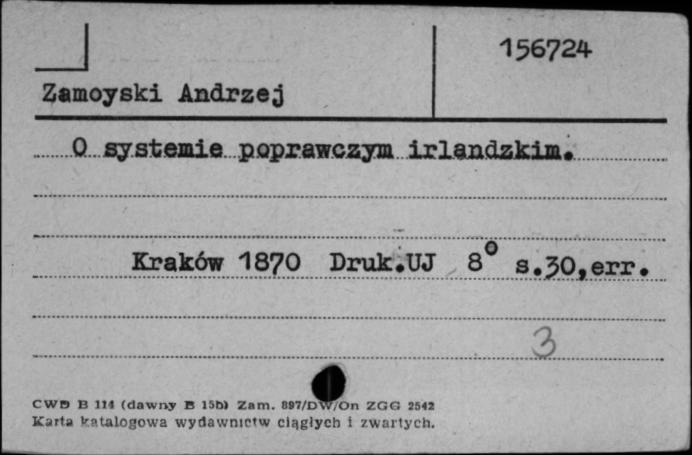 156724
Zamoyski Andrzej
O systemie poprawczym irlandzkim.
Kraków 1870 Druk.UJ 8° s.30,err.
3
CWD B 114 (dawny B 15b) Zam. 897/DW/On ZGG 2542
Karta katalogowa wydawnictw ciągłych i zwartych.